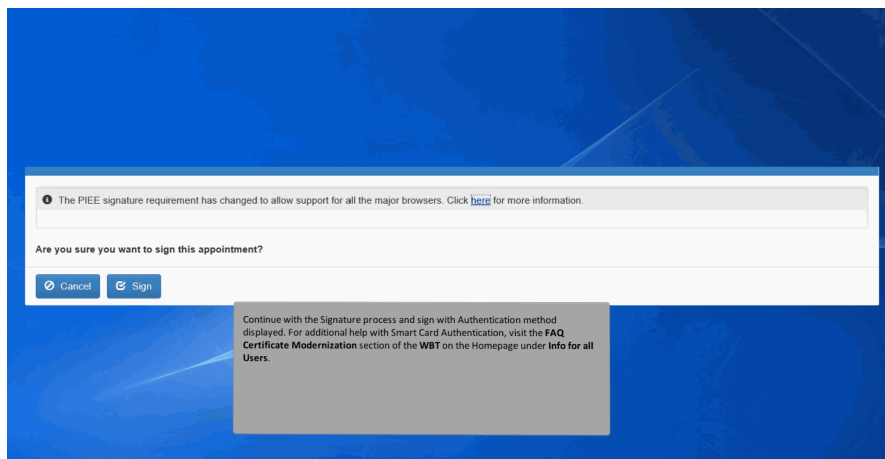 The PIEE signature requirement has changed to allow support for all the major browsers. Click here for more information.
Are you sure you want to sign this appointment?
Cancel Sign
Continue with the Signature process and sign with Authentication method
displayed. For additional help with Smart Card Authentication, visit the FAQ
Certificate Modernization section of the WBT on the Homepage under Info for all
Users.